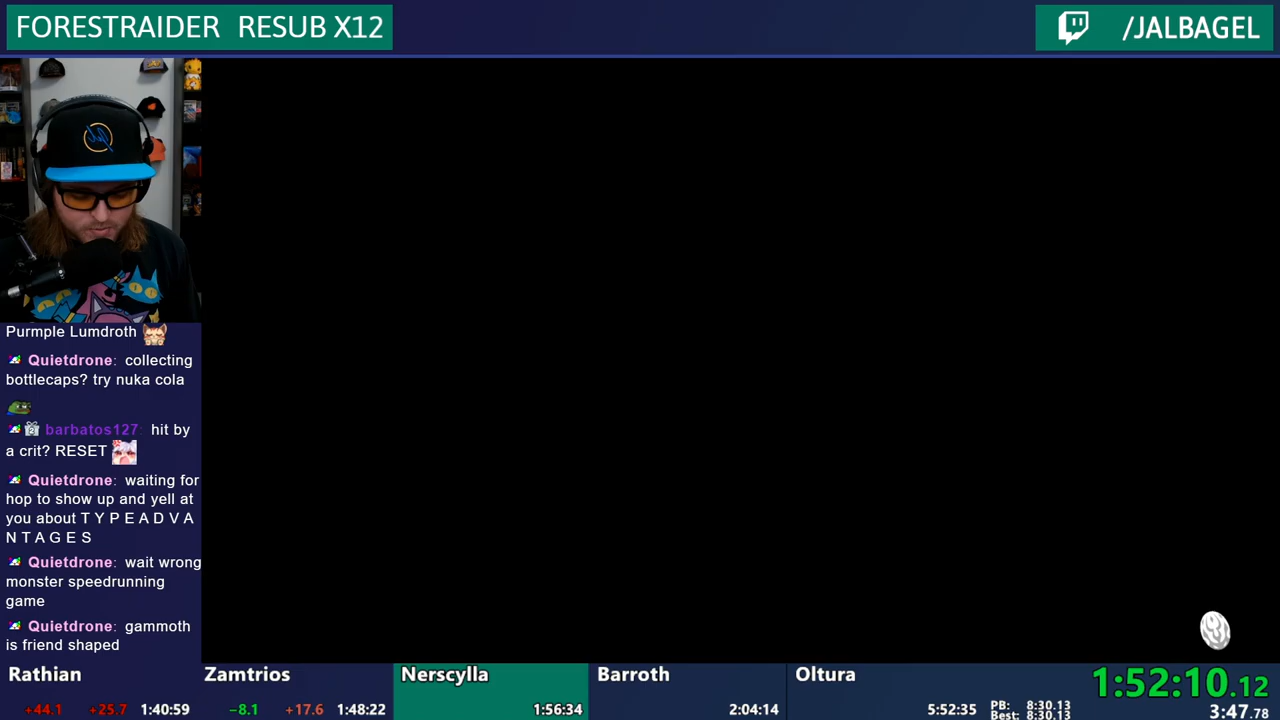 FORESTRAIDER RESUB X12
/JALBAGEL
Purmple Lumdroth
Quietdrone: collecting
bottlecaps? try nuka cola
barbatos127: hit by
a crit? RESET
Quietdrone: waiting for
hop to show up and yell at
you about T Y P E A D V A
N T A G E S
Quietdrone: wait wrong
monster speedrunning
game
Quietdrone: gammoth
is friend shaped
Rathian
+44.1 +25.7 1:40:59
Zamtrios
−8.1 +17.6 1:48:22
Nerscylla
1:56:34
Barroth
2:04:14
Oltura
5:52:35
PB: 8:30.13
Best: 8:30.13
1:52:10.12
3:47.78